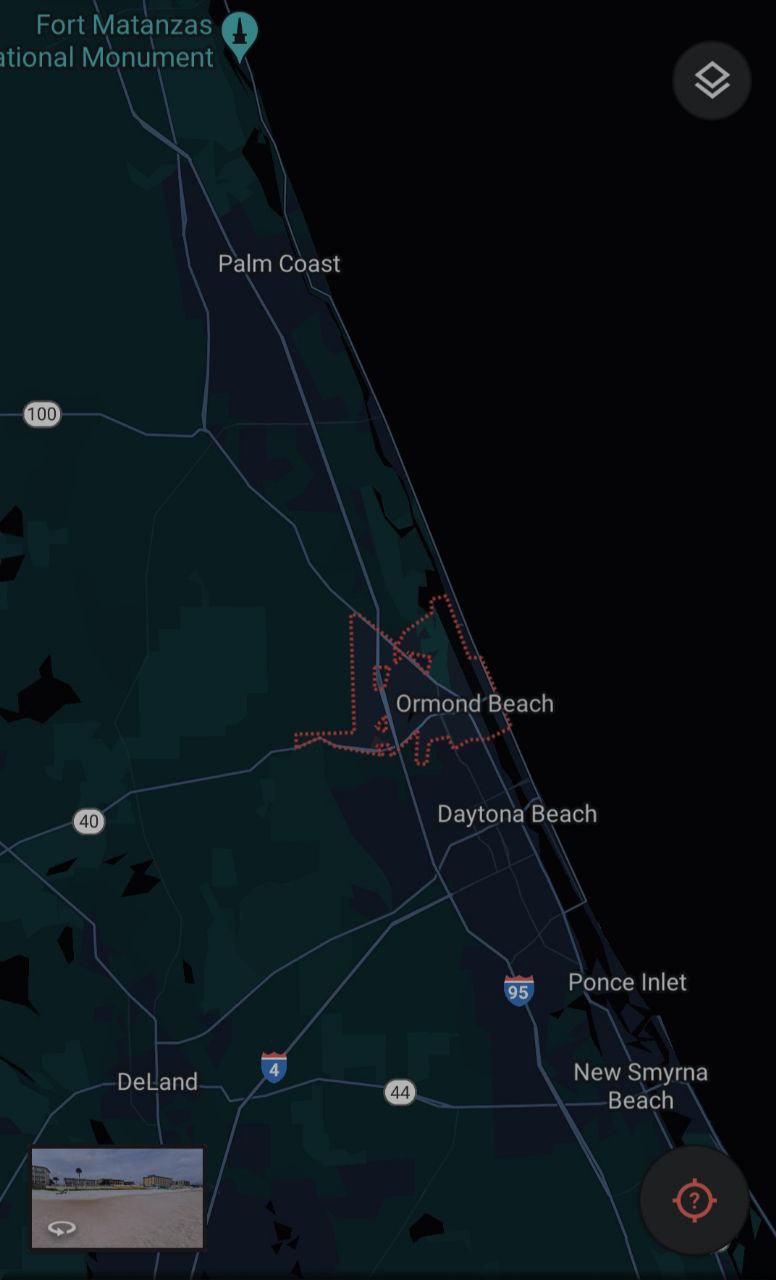 Fort Matanzas
ational Monument
Palm Coast
100
Ormond Beach
40
Daytona Beach
95
Ponce Inlet
4
DeLand
44
New Smyrna
Beach
?